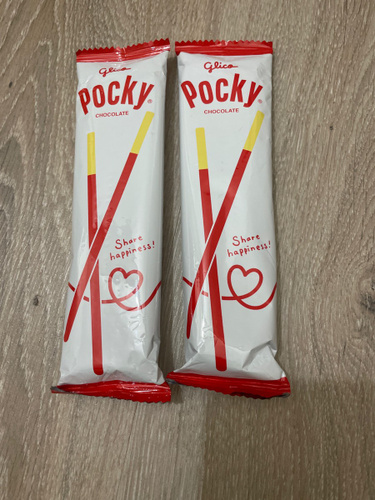 Glico
Pocky®
CHOCOLATE
Share
happiness!
Glico
Pocky®
CHOCOLATE
Share
happiness!